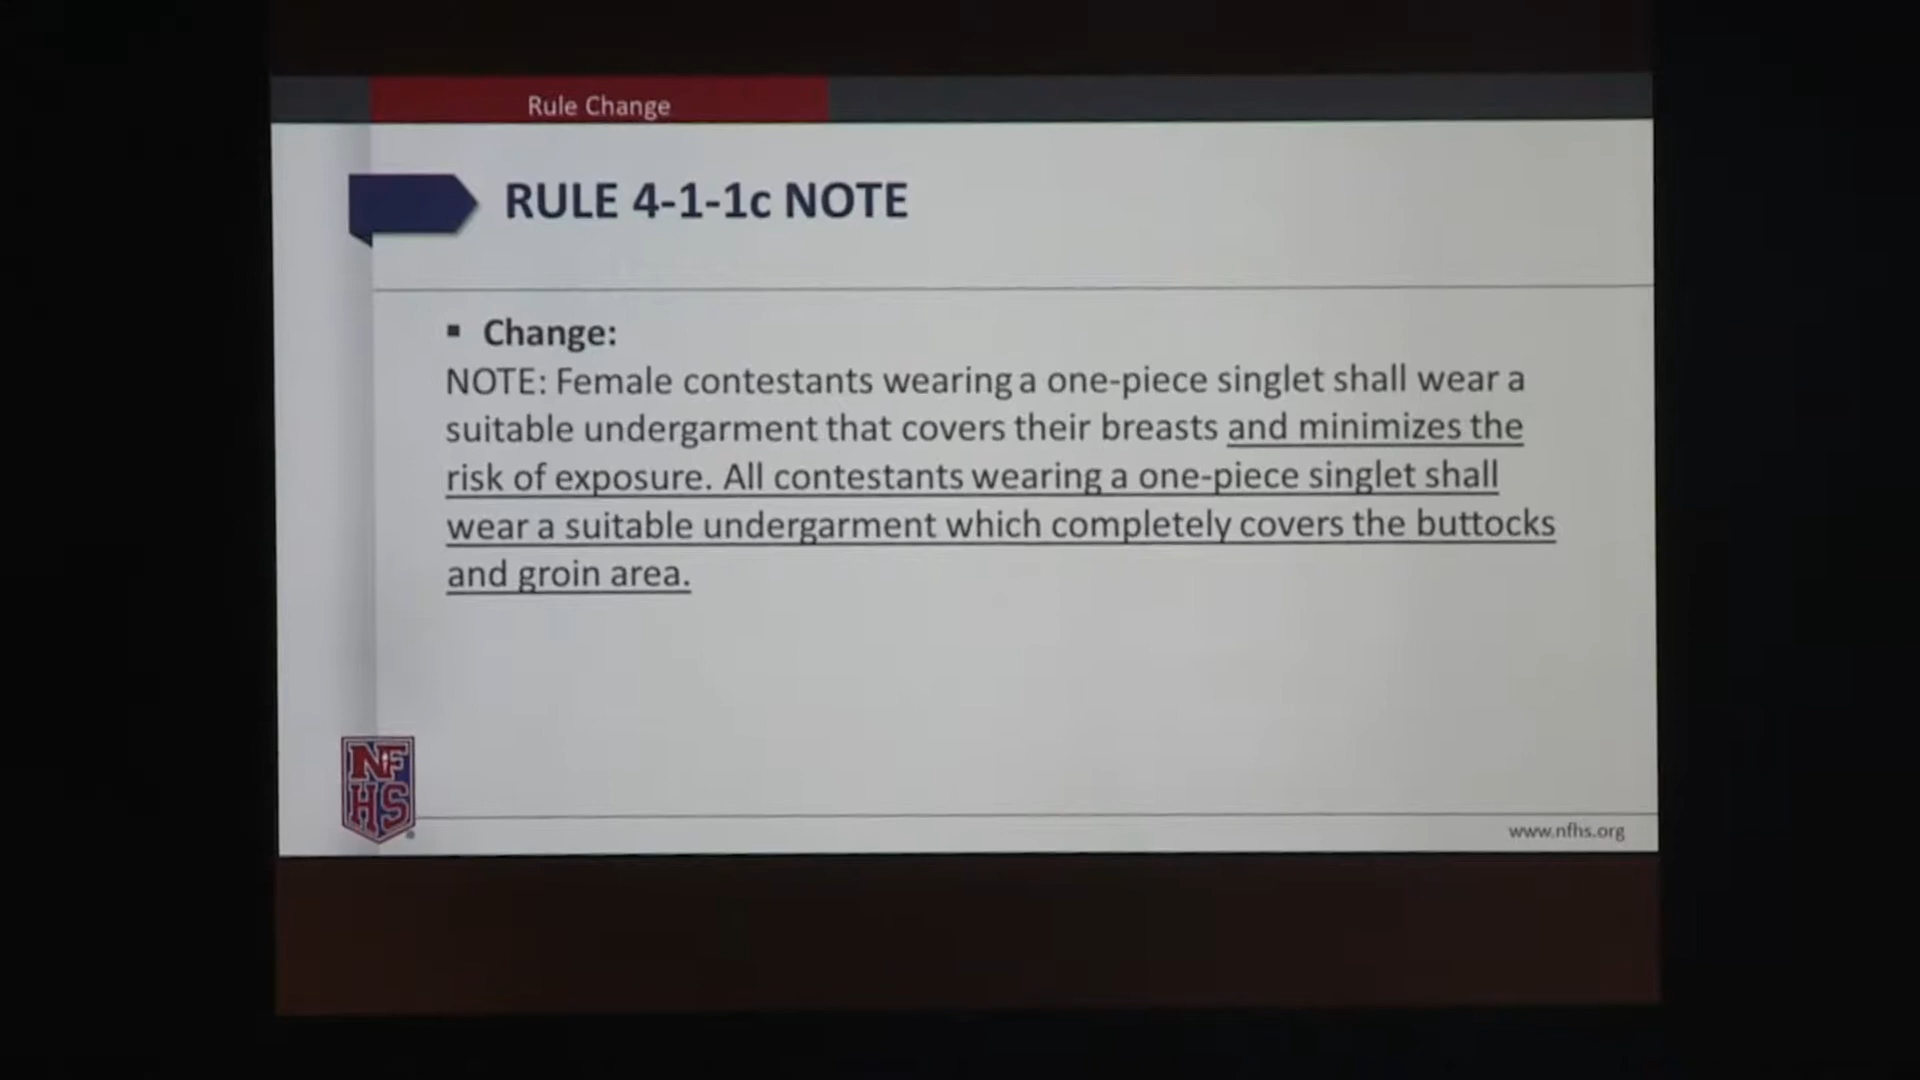 Rule Change
RULE 4-1-1c NOTE
▪ Change:
NOTE: Female contestants wearing a one-piece singlet shall wear a
suitable undergarment that covers their breasts and minimizes the
risk of exposure. All contestants wearing a one-piece singlet shall
wear a suitable undergarment which completely covers the buttocks
and groin area.
NF
HS
www.nfhs.org